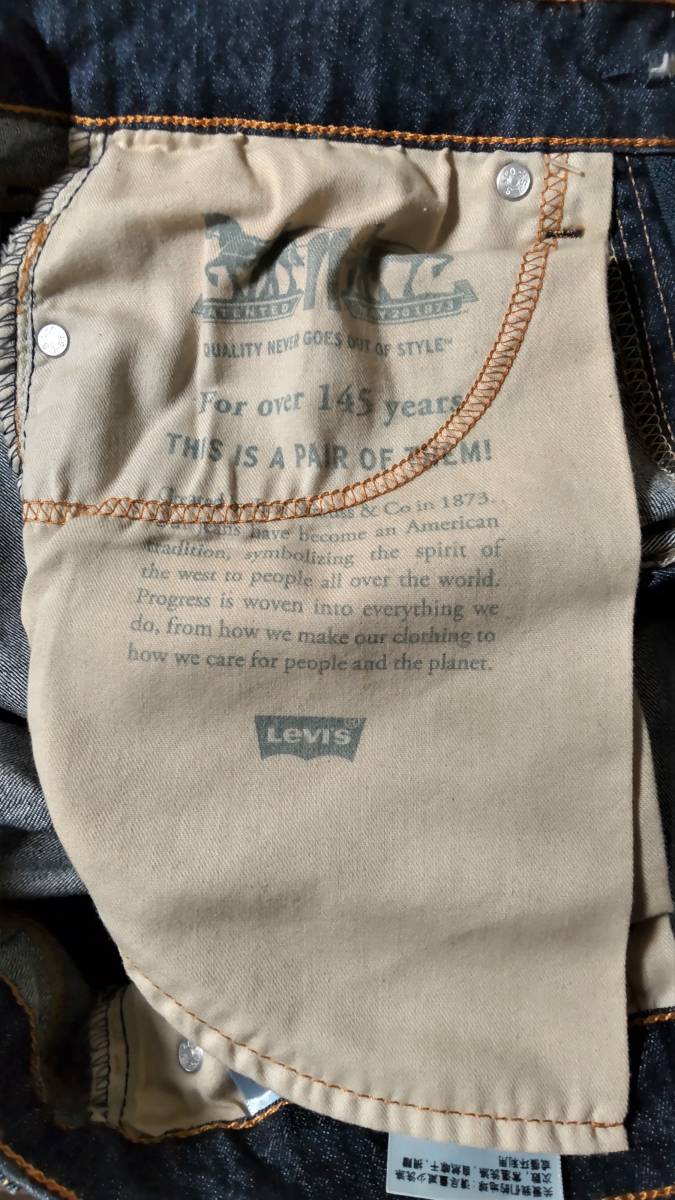 QUALITY NEVER GOES OUT OF STYLE™
For over 145 years
THIS IS A PAIR OF THEM!
Created & Co in 1873.
jeans have become an American
tradition, symbolizing the spirit of
the west to people all over the world.
Progress is woven into everything we
do, from how we make our clothing to
how we care for people and the planet.
Levi's